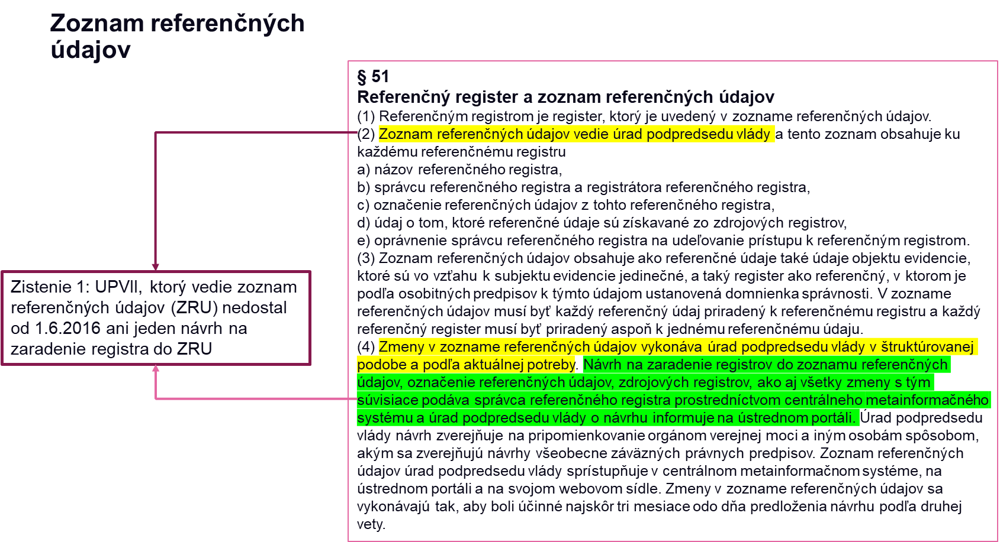 Zoznam referenčných
údajov
§ 51
Referenčný register a zoznam referenčných údajov
(1) Referenčným registrom je register, ktorý je uvedený v zozname referenčných údajov.
(2) Zoznam referenčných údajov vedie úrad podpredsedu vlády a tento zoznam obsahuje ku
každému referenčnému registru
a) názov referenčného registra,
b) správcu referenčného registra a registrátora referenčného registra,
c) označenie referenčných údajov z tohto referenčného registra,
d) údaj o tom, ktoré referenčné údaje sú získavané zo zdrojových registrov,
e) oprávnenie správcu referenčného registra na udeľovanie prístupu k referenčným registrom.
(3) Zoznam referenčných údajov obsahuje ako referenčné údaje také údaje objektu evidencie,
ktoré sú vo vzťahu k subjektu evidencie jedinečné, a taký register ako referenčný, v ktorom je
podľa osobitných predpisov k týmto údajom ustanovená domnienka správnosti. V zozname
referenčných údajov musí byť každý referenčný údaj priradený k referenčnému registru a každý
referenčný register musí byť priradený aspoň k jednému referenčnému údaju.
(4) Zmeny v zozname referenčných údajov vykonáva úrad podpredsedu vlády v štruktúrovanej
podobe a podľa aktuálnej potreby. Návrh na zaradenie registrov do zoznamu referenčných
údajov, označenie referenčných údajov, zdrojových registrov, ako aj všetky zmeny s tým
súvisiace podáva správca referenčného registra prostredníctvom centrálneho metainformačného
systému a úrad podpredsedu vlády o návrhu informuje na ústrednom portáli. Úrad podpredsedu
vlády návrh zverejňuje na pripomienkovanie orgánom verejnej moci a iným osobám spôsobom,
akým sa zverejňujú návrhy všeobecne záväzných právnych predpisov. Zoznam referenčných
údajov úrad podpredsedu vlády sprístupňuje v centrálnom metainformačnom systéme, na
ústrednom portáli a na svojom webovom sídle. Zmeny v zozname referenčných údajov sa
vykonávajú tak, aby boli účinné najskôr tri mesiace odo dňa predloženia návrhu podľa druhej
vety.
Zistenie 1: UPVII, ktorý vedie zoznam
referenčných údajov (ZRU) nedostal
od 1.6.2016 ani jeden návrh na
zaradenie registra do ZRU